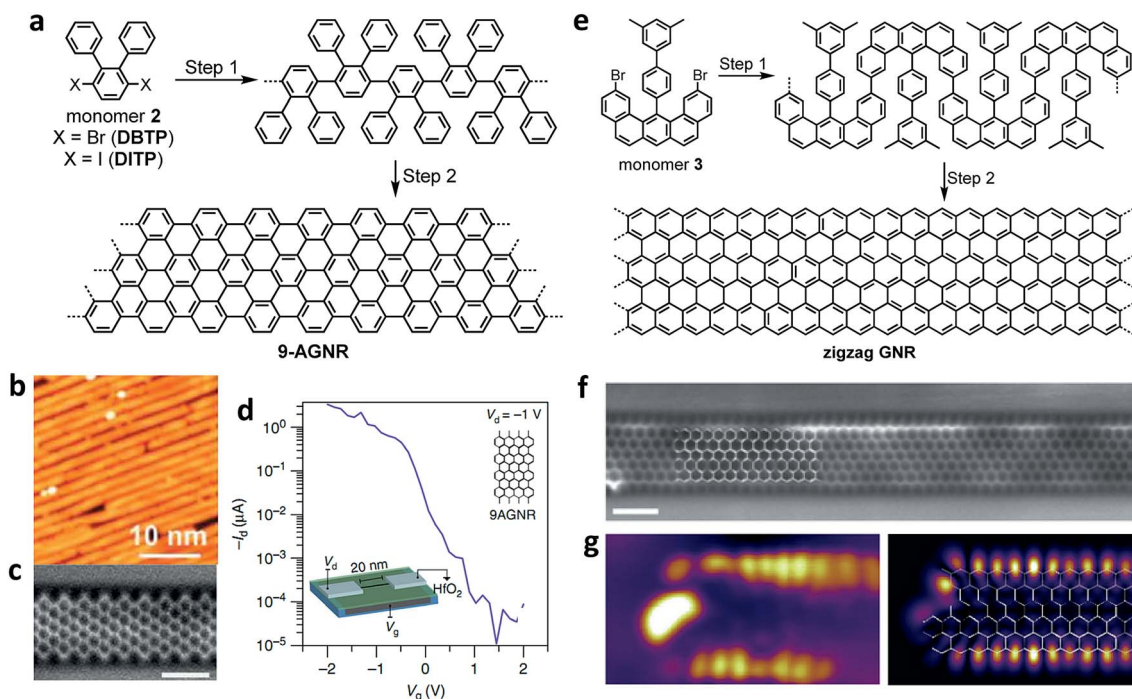 a
Step 1
X
X
monomer 2
X = Br (DBTP)
X = I (DITP)
Step 2
9-AGNR
e
Br
Br
Step 1
monomer 3
Step 2
zigzag GNR
b
10 nm
c
d
V_d = −1 V
9AGNR
10⁰
10⁻¹
10⁻²
10⁻³
10⁻⁴
10⁻⁵
−I_d (μA)
20 nm
V_d
HfO₂
V_g
−2
−1
0
1
2
V_g (V)
f
g